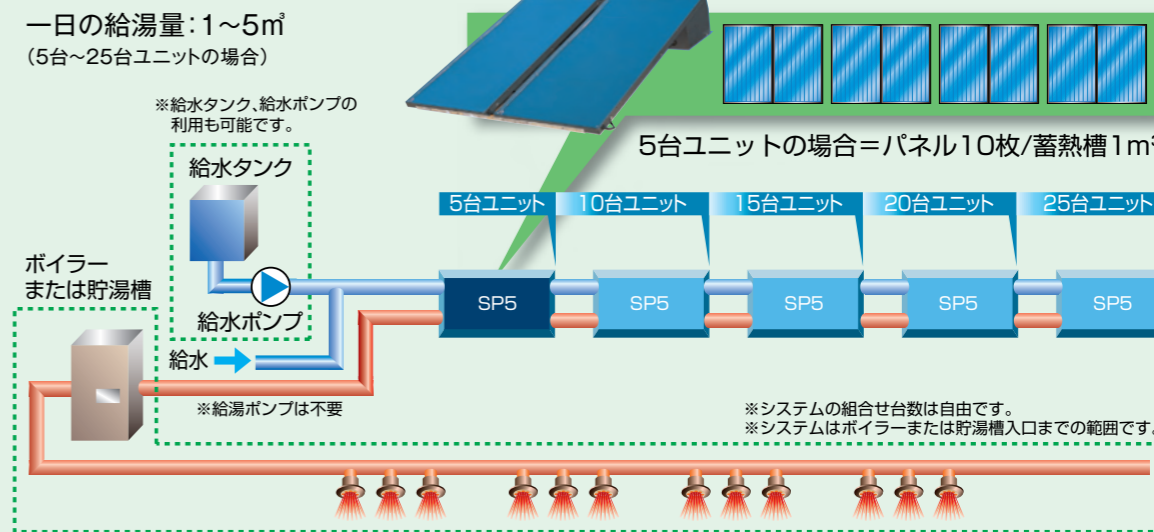 一日の給湯量：1〜5㎥
（5台〜25台ユニットの場合）
※給水タンク、給水ポンプの
利用も可能です。
給水タンク
5台ユニットの場合＝パネル10枚/蓄熱槽1m
5台ユニット
10台ユニット
15台ユニット
20台ユニット
25台ユニット
ボイラー
または貯湯槽
SP5
SP5
SP5
SP5
SP5
給水ポンプ
給水
※給湯ポンプは不要
※システムの組合せ台数は自由です。
※システムはボイラーまたは貯湯槽入口までの範囲です。